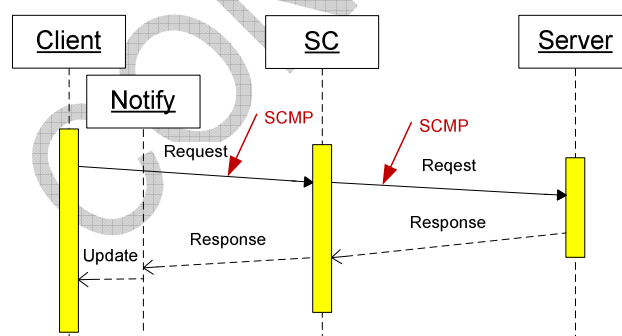 Client
SC
Server
Notify
SCMP
SCMP
Request
Reqest
Response
Response
Update